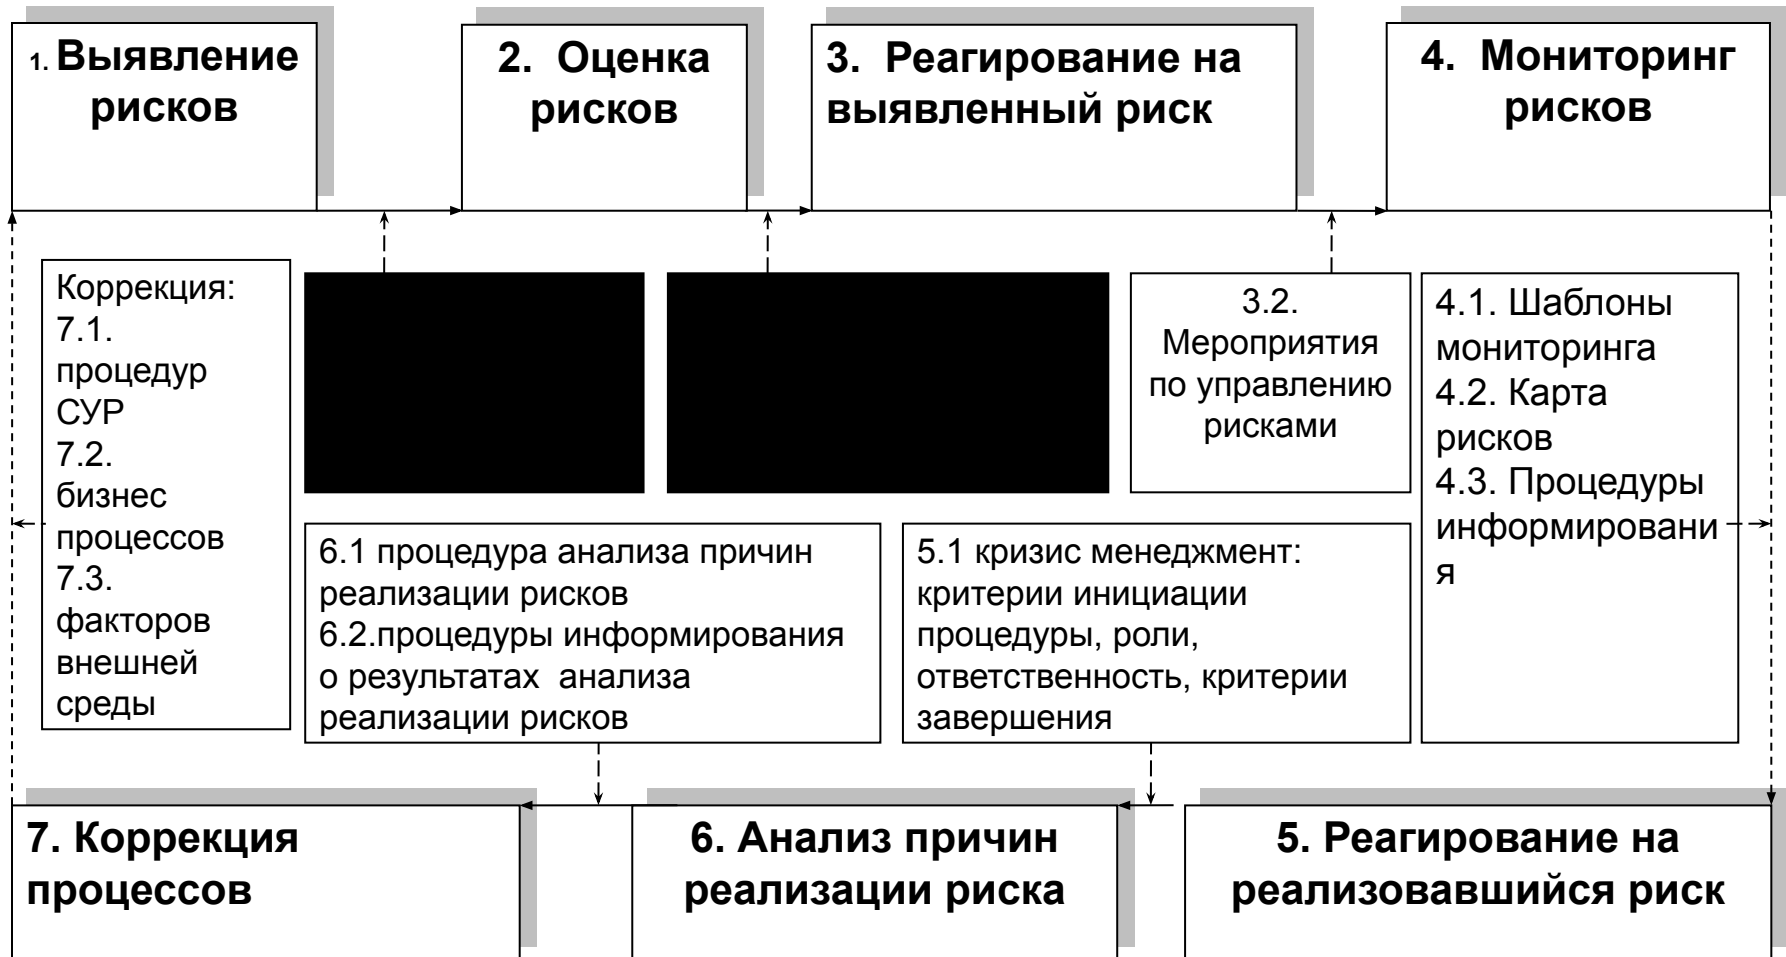 1. Выявление
рисков
2. Оценка
рисков
3. Реагирование на
выявленный риск
4. Мониторинг
рисков
Коррекция:
7.1.
процедур
СУР
7.2.
бизнес
процессов
7.3.
факторов
внешней
среды
3.2.
Мероприятия
по управлению
рисками
4.1. Шаблоны
мониторинга
4.2. Карта
рисков
4.3. Процедуры
информировани
я
6.1 процедура анализа причин
реализации рисков
6.2.процедуры информирования
о результатах анализа
реализации рисков
5.1 кризис менеджмент:
критерии инициации
процедуры, роли,
ответственность, критерии
завершения
7. Коррекция
процессов
6. Анализ причин
реализации риска
5. Реагирование на
реализовавшийся риск